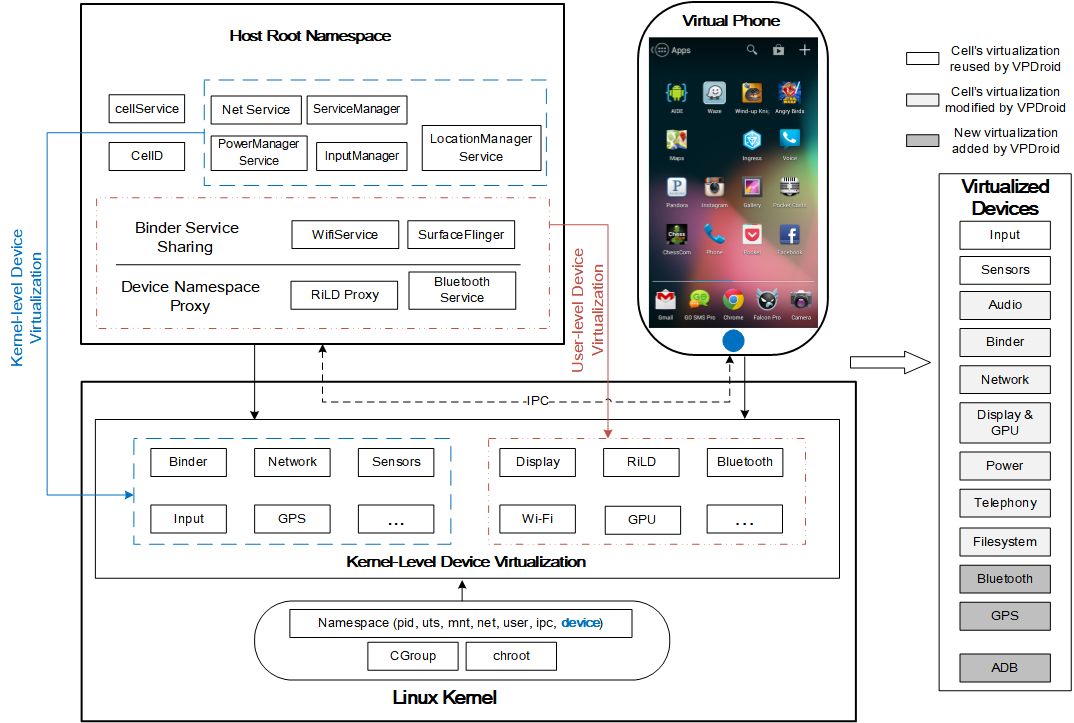 Host Root Namespace
cellService
CellD
Net Service
ServiceManager
PowerManager
Service
InputManager
LocationManager
Service
Binder Service
Sharing
WifiService
SurfaceFlinger
Device Namespace
Proxy
RiLD Proxy
Bluetooth
Service
Kernel-level Device
Virtualization
User-level Device
Virtualization
Virtual Phone
Apps
AIDE
Waze
Wind-up Knig
Angry Birds
Maps
Ingress
Voice
Pandora
Instagram
Gallery
Pocket Casts
Chess
ChessCom
Phone
Pocket
Facebook
Gmail
GO SMS Pro
Chrome
Falcon Pro
Camera
IPC
Binder
Network
Sensors
Input
GPS
...
Display
RiLD
Bluetooth
Wi-Fi
GPU
...
Kernel-Level Device Virtualization
Namespace (pid, uts, mnt, net, user, ipc, device)
CGroup
chroot
Linux Kernel
Cell's virtualization
reused by VPDroid
Cell's virtualization
modified by VPDroid
New virtualization
added by VPDroid
Virtualized
Devices
Input
Sensors
Audio
Binder
Network
Display &
GPU
Power
Telephony
Filesystem
Bluetooth
GPS
ADB